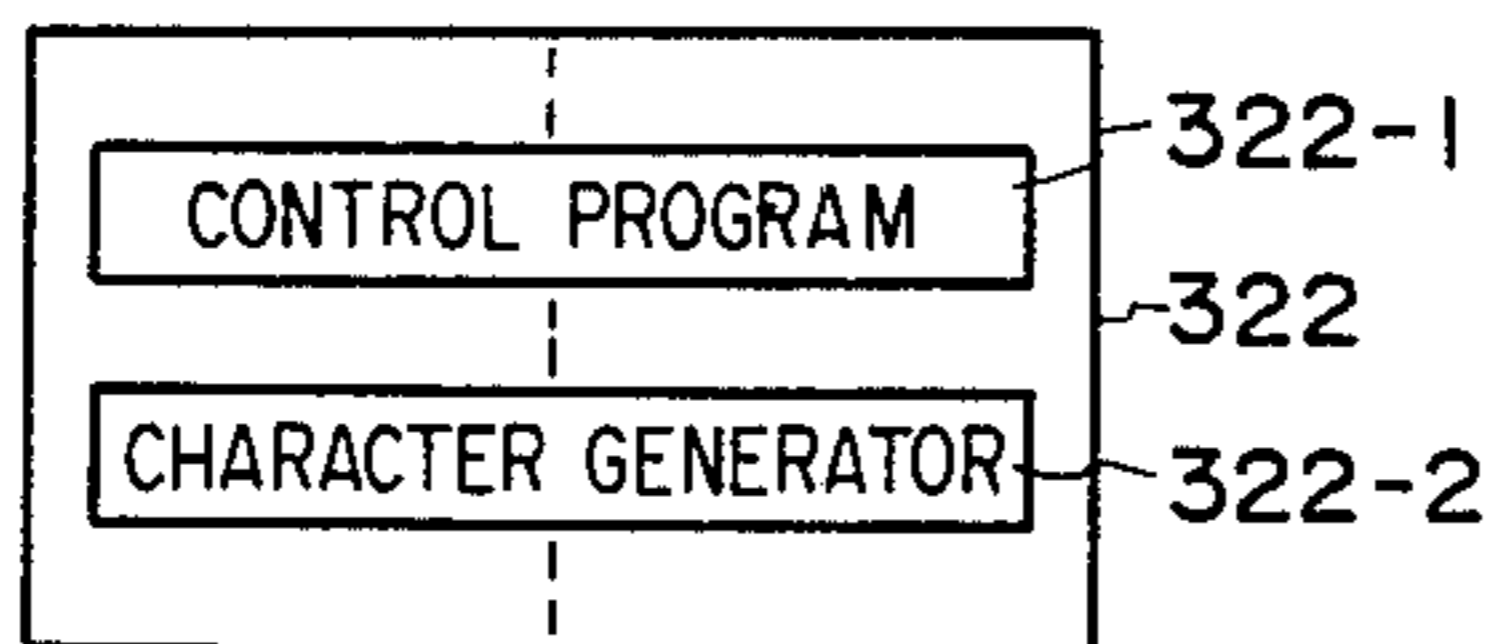 322-1
CONTROL PROGRAM
322
CHARACTER GENERATOR
322-2